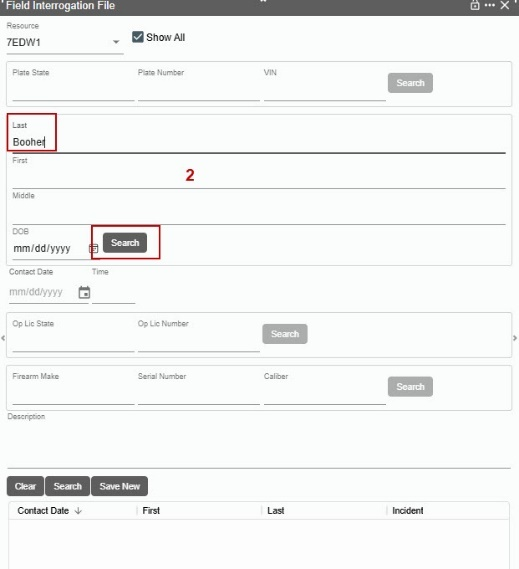 Field Interrogation File
Resource
7EDW1
Show All
Plate State Plate Number VIN
Search
Last
Booher
First
2
Middle
DOB
mm/dd/yyyy
Search
Contact Date Time
mm/dd/yyyy
Op Lic State Op Lic Number
Search
Firearm Make Serial Number Caliber
Search
Description
Clear Search Save New
Contact Date First Last Incident